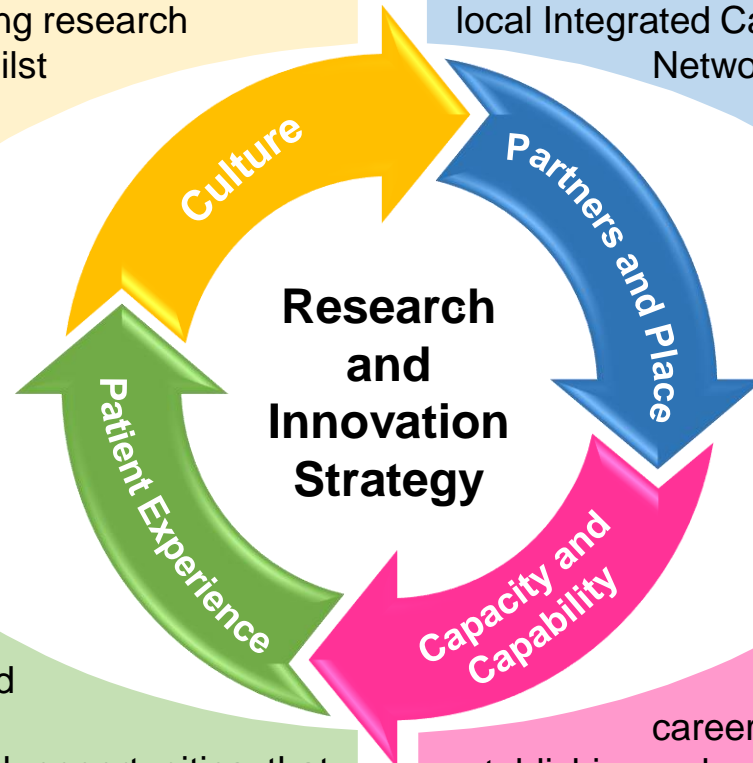 ng research
ilst
local Integrated Ca
Netwo
Culture
Partners and Place
Research
and
Innovation
Strategy
Patient Experience
Capacity and
Capability
d
career